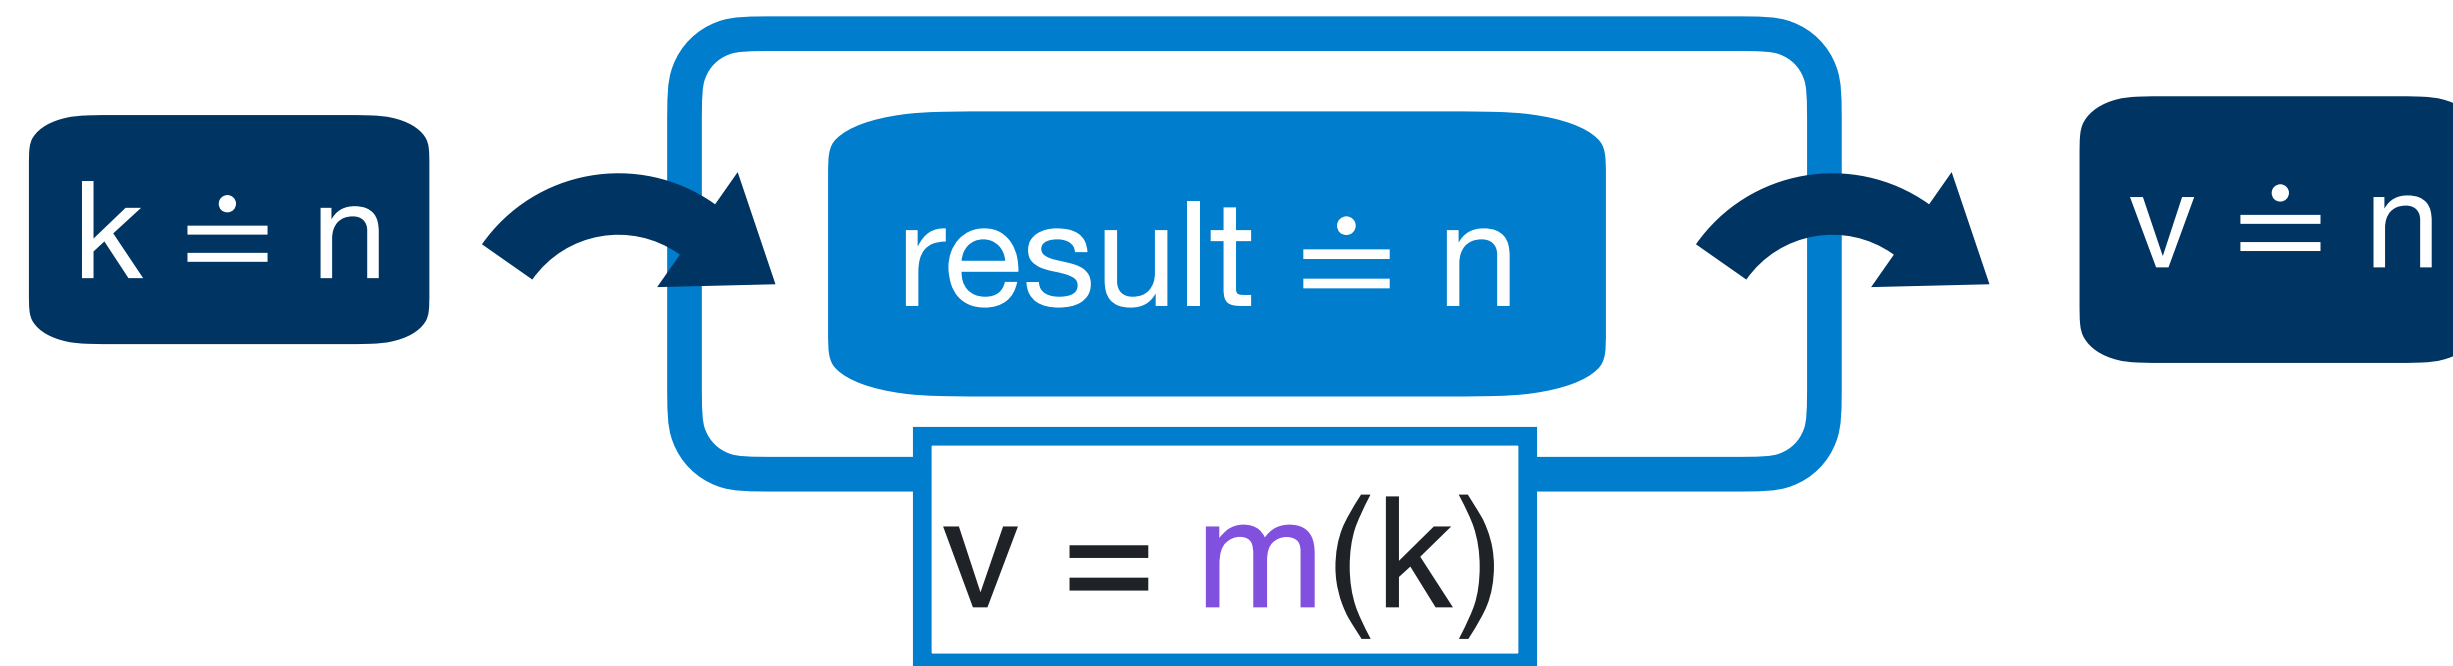 k ≐ n
result ≐ n
v ≐ n
v = m(k)